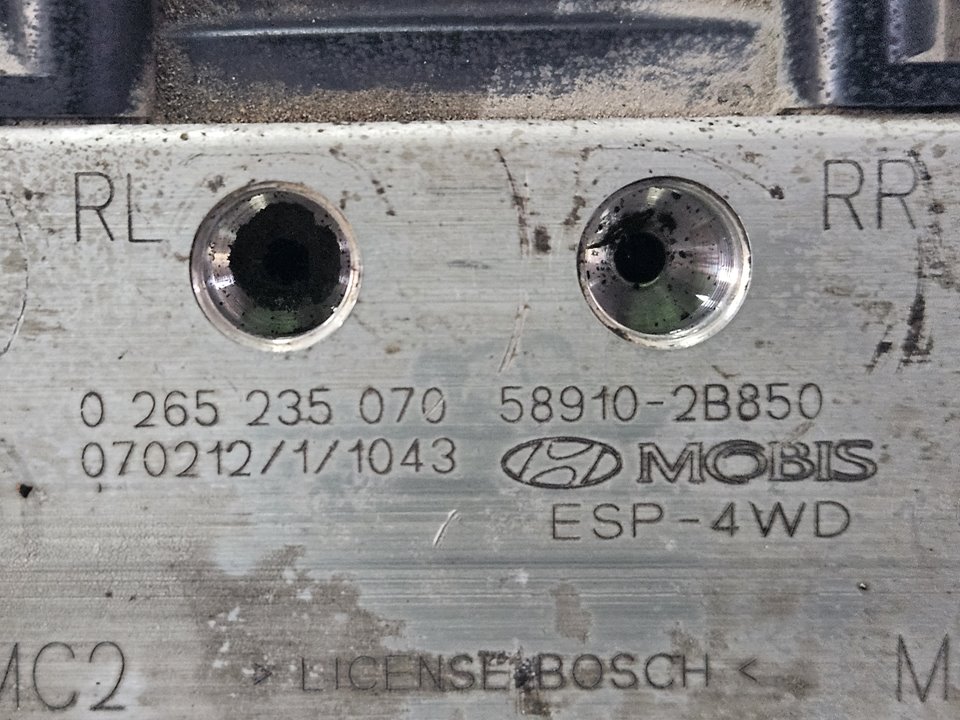 RL RR
0 265 235 070 58910-2B850
070212/1/1043 MOBIS
ESP-4WD
MC2 > LICENSE BOSCH < M